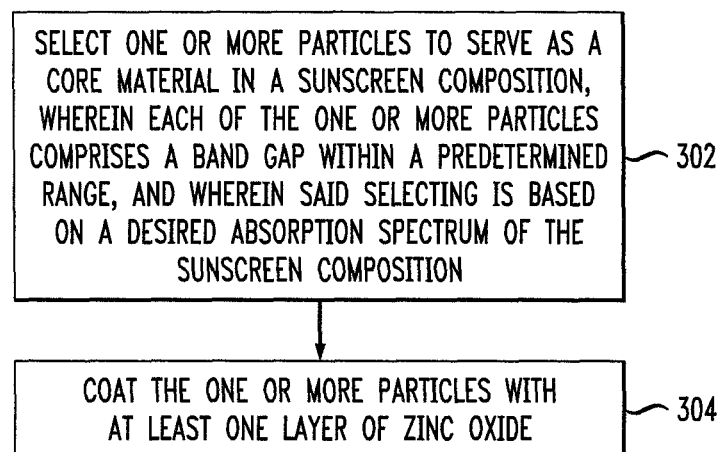 SELECT ONE OR MORE PARTICLES TO SERVE AS A
CORE MATERIAL IN A SUNSCREEN COMPOSITION,
WHEREIN EACH OF THE ONE OR MORE PARTICLES
COMPRISES A BAND GAP WITHIN A PREDETERMINED
RANGE, AND WHEREIN SAID SELECTING IS BASED
ON A DESIRED ABSORPTION SPECTRUM OF THE
SUNSCREEN COMPOSITION
302
COAT THE ONE OR MORE PARTICLES WITH
AT LEAST ONE LAYER OF ZINC OXIDE
304